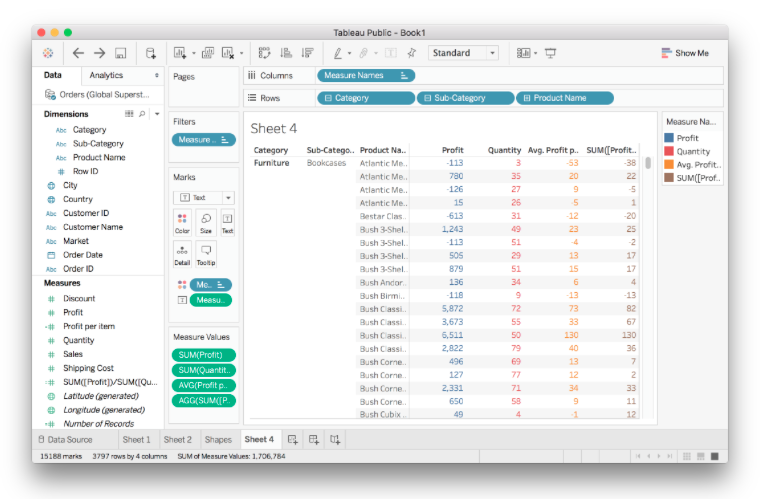 Tableau Public - Book1
Standard
Show Me
Data Analytics
Pages
Columns Measure Names
Orders (Global Superst...
Rows Category Sub-Category Product Name
Dimensions
Abc Category
Abc Sub-Category
Abc Product Name
# Row ID
City
Country
Abc Customer ID
Abc Customer Name
Abc Market
Order Date
Abc Order ID
Measures
# Discount
# Profit
=# Profit per item
# Quantity
# Sales
# Shipping Cost
=# SUM([Profit])/SUM([Qu...
Latitude (generated)
Longitude (generated)
=# Number of Records
Filters
Measure ..
Marks
T Text
Color Size Text
Detail Tooltip
Me..
Measu..
Measure Values
SUM(Profit)
SUM(Quantit..
AVG(Profit p..
AGG(SUM([P..
Sheet 4
Category Sub-Catego.. Product Na.. Profit Quantity Avg. Profit p.. SUM([Profit..
Furniture Bookcases Atlantic Me.. -113 3 -53 -38
Atlantic Me.. 780 35 20 22
Atlantic Me.. -126 27 -9 -5
Atlantic Me.. 15 26 -5 1
Bestar Clas.. -613 31 -12 -20
Bush 3-Shel.. 1,243 49 23 25
Bush 3-Shel.. -113 51 -4 -2
Bush 3-Shel.. 505 29 13 17
Bush 3-Shel.. 879 51 15 17
Bush Andor.. 136 34 6 4
Bush Birmi.. -118 9 -13 -13
Bush Classi.. 5,872 72 73 82
Bush Classi.. 3,673 55 33 67
Bush Classi.. 6,511 50 130 130
Bush Classi.. 2,822 79 40 36
Bush Corne.. 496 69 13 7
Bush Corne.. 127 77 12 2
Bush Corne.. 2,331 71 34 33
Bush Corne.. 650 58 9 11
Bush Cubix .. 49 4 -1 12
Measure Na...
Profit
Quantity
Avg. Profit..
SUM([Prof..
Data Source Sheet 1 Sheet 2 Shapes Sheet 4
15188 marks 3797 rows by 4 columns SUM of Measure Values: 1,706,784